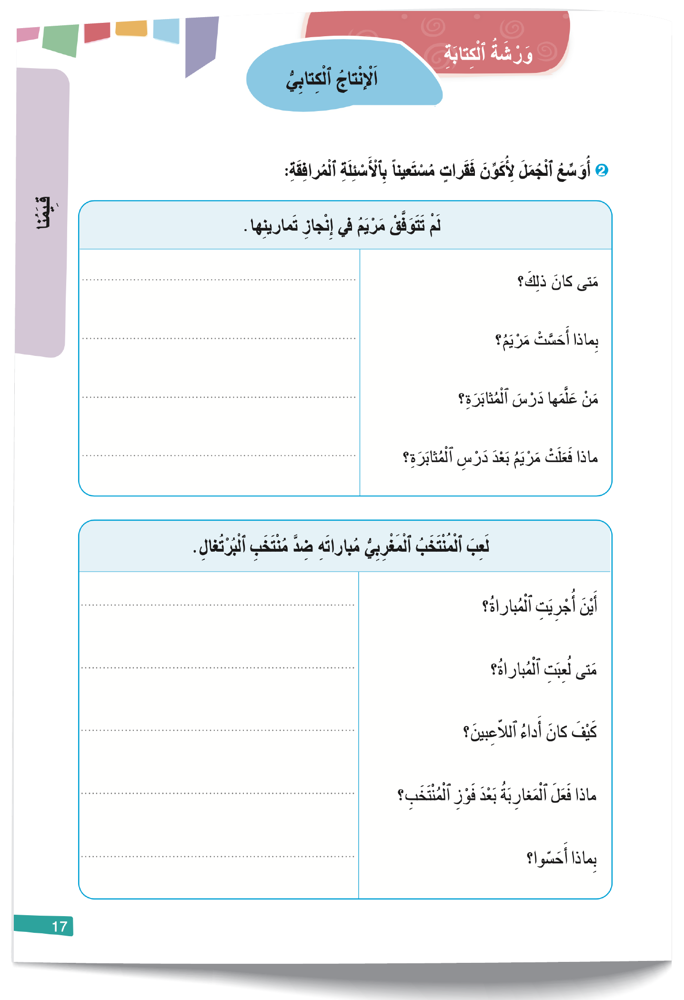 وَرْشَةُ ٱلْكِتابَةِ
اَلْإِنْتاجُ ٱلْكِتابِيُّ
قِيَمُنا
2 أُوَسِّعُ ٱلْجُمَلَ لِأُكَوِّنَ فَقَراتٍ مُسْتَعيناً بِٱلْأَسْئِلَةِ ٱلْمُرافِقَةِ:
لَمْ تَتَوَفَّقْ مَرْيَمُ في إِنْجازِ تَمارينِها.
مَتى كانَ ذلِكَ؟
بِماذا أَحَسَّتْ مَرْيَمُ؟
مَنْ عَلَّمَها دَرْسَ ٱلْمُثابَرَةِ؟
ماذا فَعَلَتْ مَرْيَمُ بَعْدَ دَرْسِ ٱلْمُثابَرَةِ؟
لَعِبَ ٱلْمُنْتَخَبُ ٱلْمَغْرِبِيُّ مُباراتَهِ ضِدَّ مُنْتَخَبِ ٱلْبُرْتُغالِ.
أَيْنَ أُجْرِيَتِ ٱلْمُباراةُ؟
مَتى لُعِبَتِ ٱلْمُباراةُ؟
كَيْفَ كانَ أَداءُ ٱللاّعِبينَ؟
ماذا فَعَلَ ٱلْمَغارِبَةُ بَعْدَ فَوْزِ ٱلْمُنْتَخَبِ؟
بِماذا أَحَسّوا؟
17